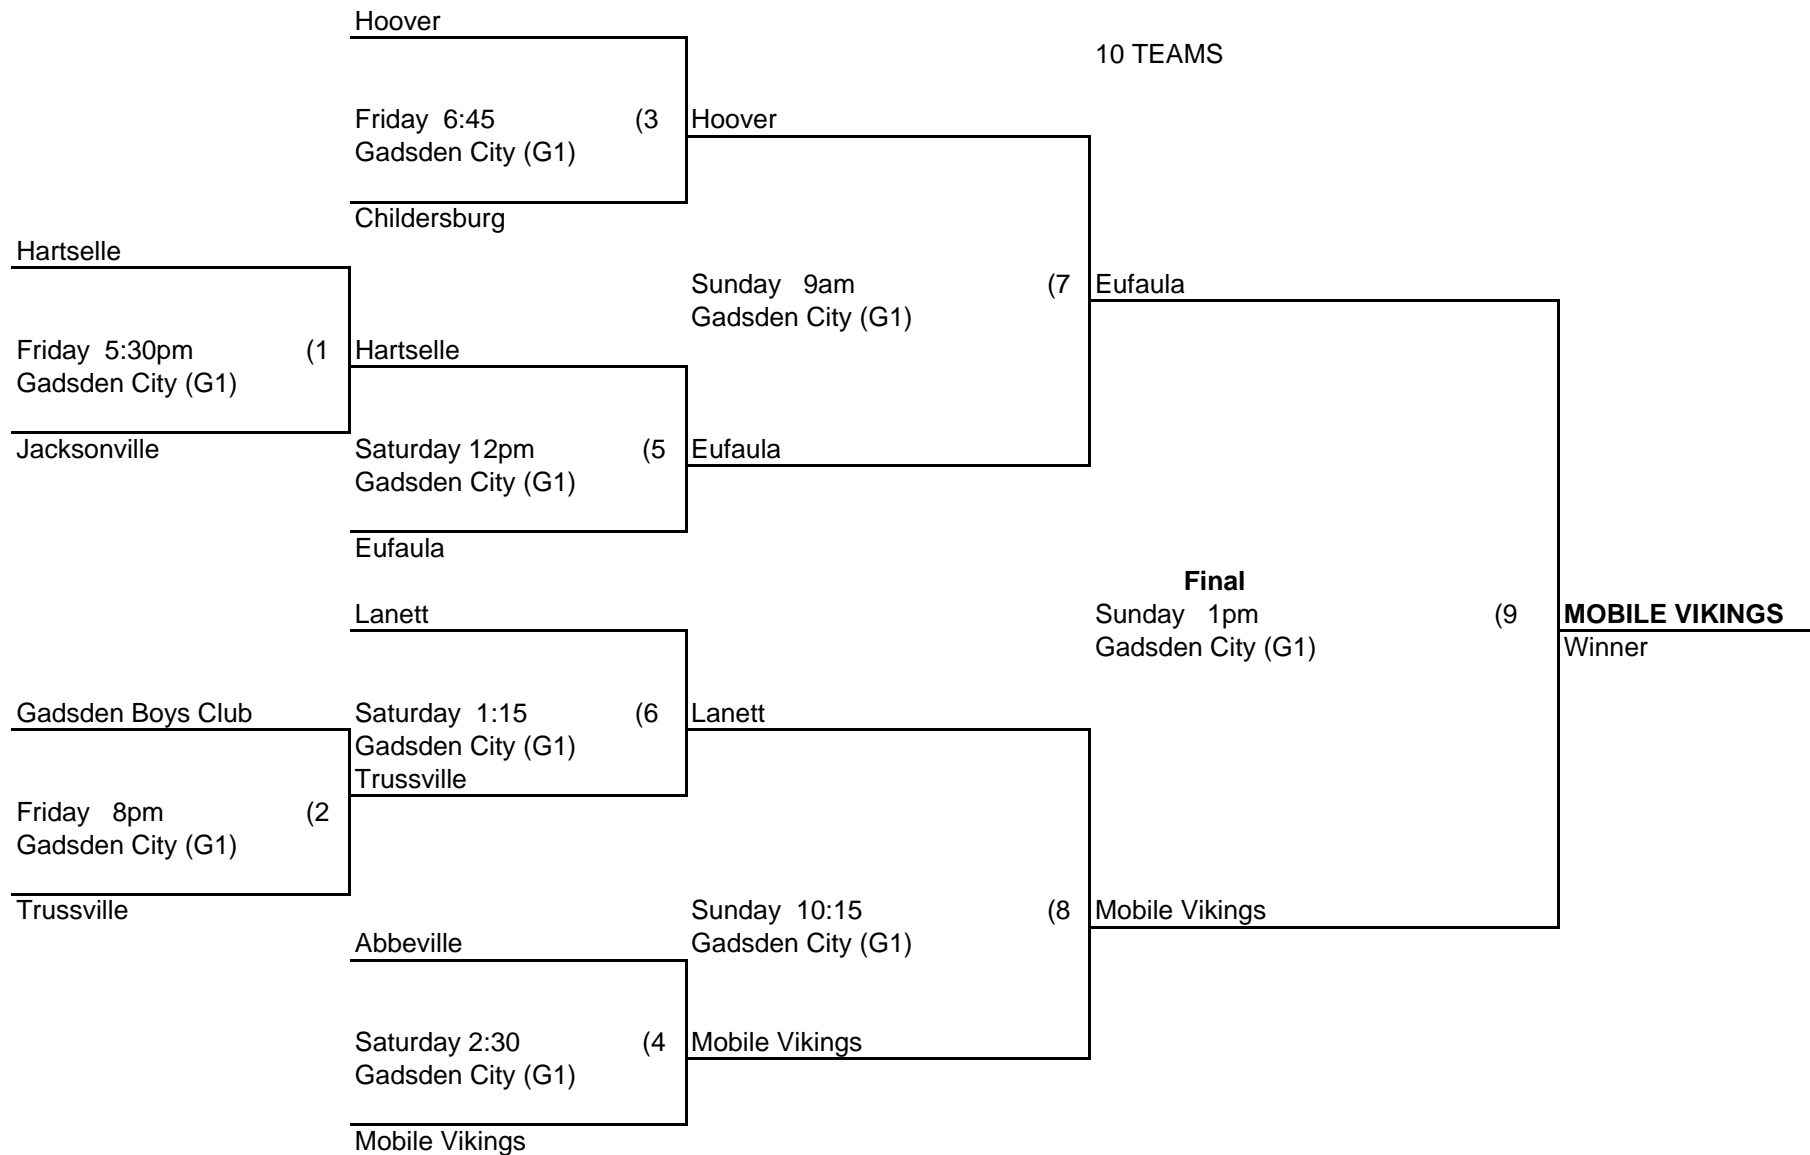 Hoover
10 TEAMS
Friday  6:45 (3 Hoover
Gadsden City (G1)
Childersburg
Hartselle
Sunday   9am (7 Eufaula
Gadsden City (G1)
Friday  5:30pm (1 Hartselle
Gadsden City (G1)
Jacksonville Saturday 12pm (5 Eufaula
Gadsden City (G1)
Eufaula
Final
Lanett Sunday   1pm (9 MOBILE VIKINGS
Gadsden City (G1) Winner
Gadsden Boys Club Saturday  1:15 (6 Lanett
Gadsden City (G1)
Trussville
Friday   8pm (2
Gadsden City (G1)
Trussville Sunday  10:15 (8 Mobile Vikings
Abbeville Gadsden City (G1)
Saturday 2:30 (4 Mobile Vikings
Gadsden City (G1)
Mobile Vikings